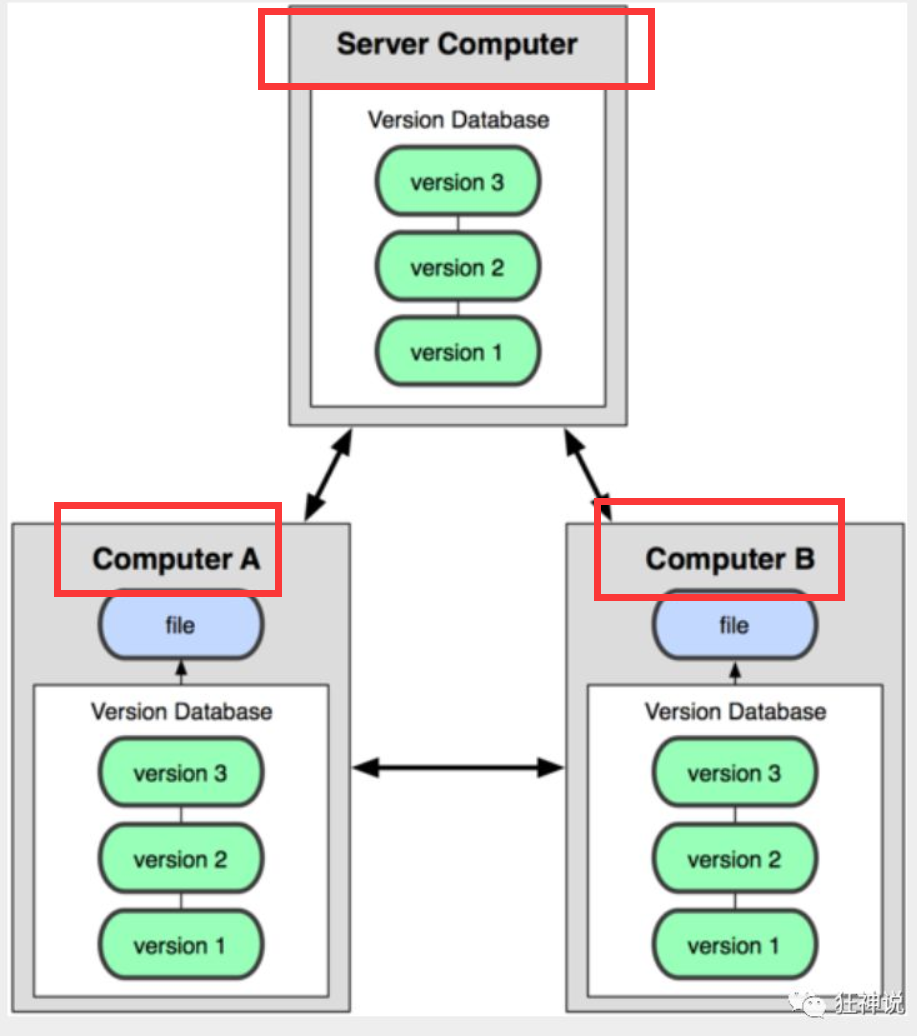 Server Computer
Version Database
version 3
version 2
version 1
Computer A
file
Version Database
version 3
version 2
version 1
Computer B
file
Version Database
version 3
version 2
version 1
狂神说